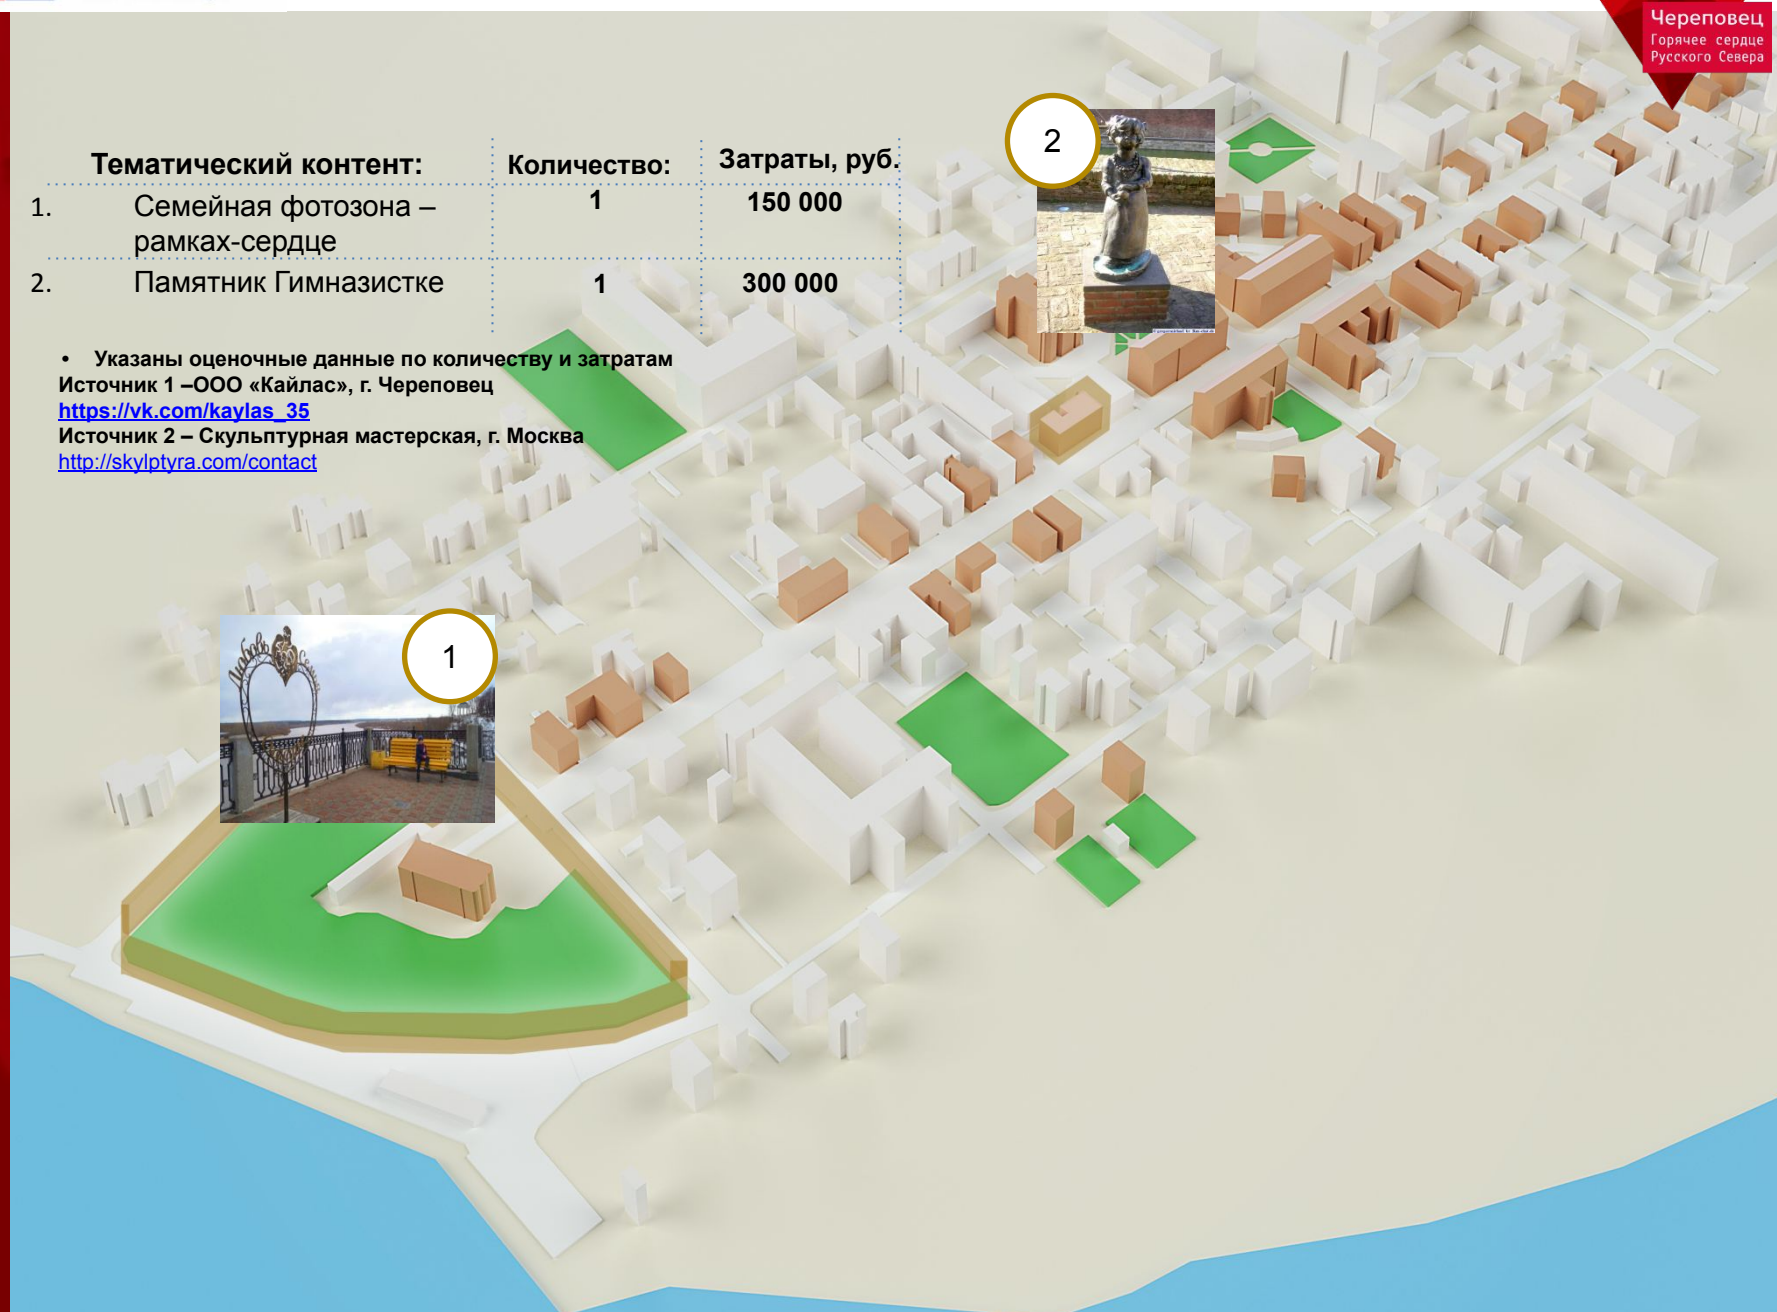 Череповец
Горячее сердце
Русского Севера
2
Тематический контент: Количество: Затраты, руб.
1. Семейная фотозона – 1 150 000
рамках-сердце
2. Памятник Гимназистке 1 300 000
• Указаны оценочные данные по количеству и затратам
Источник 1 –ООО «Кайлас», г. Череповец
https://vk.com/kaylas_35
Источник 2 – Скульптурная мастерская, г. Москва
http://skylptyra.com/contact
1
Любовь